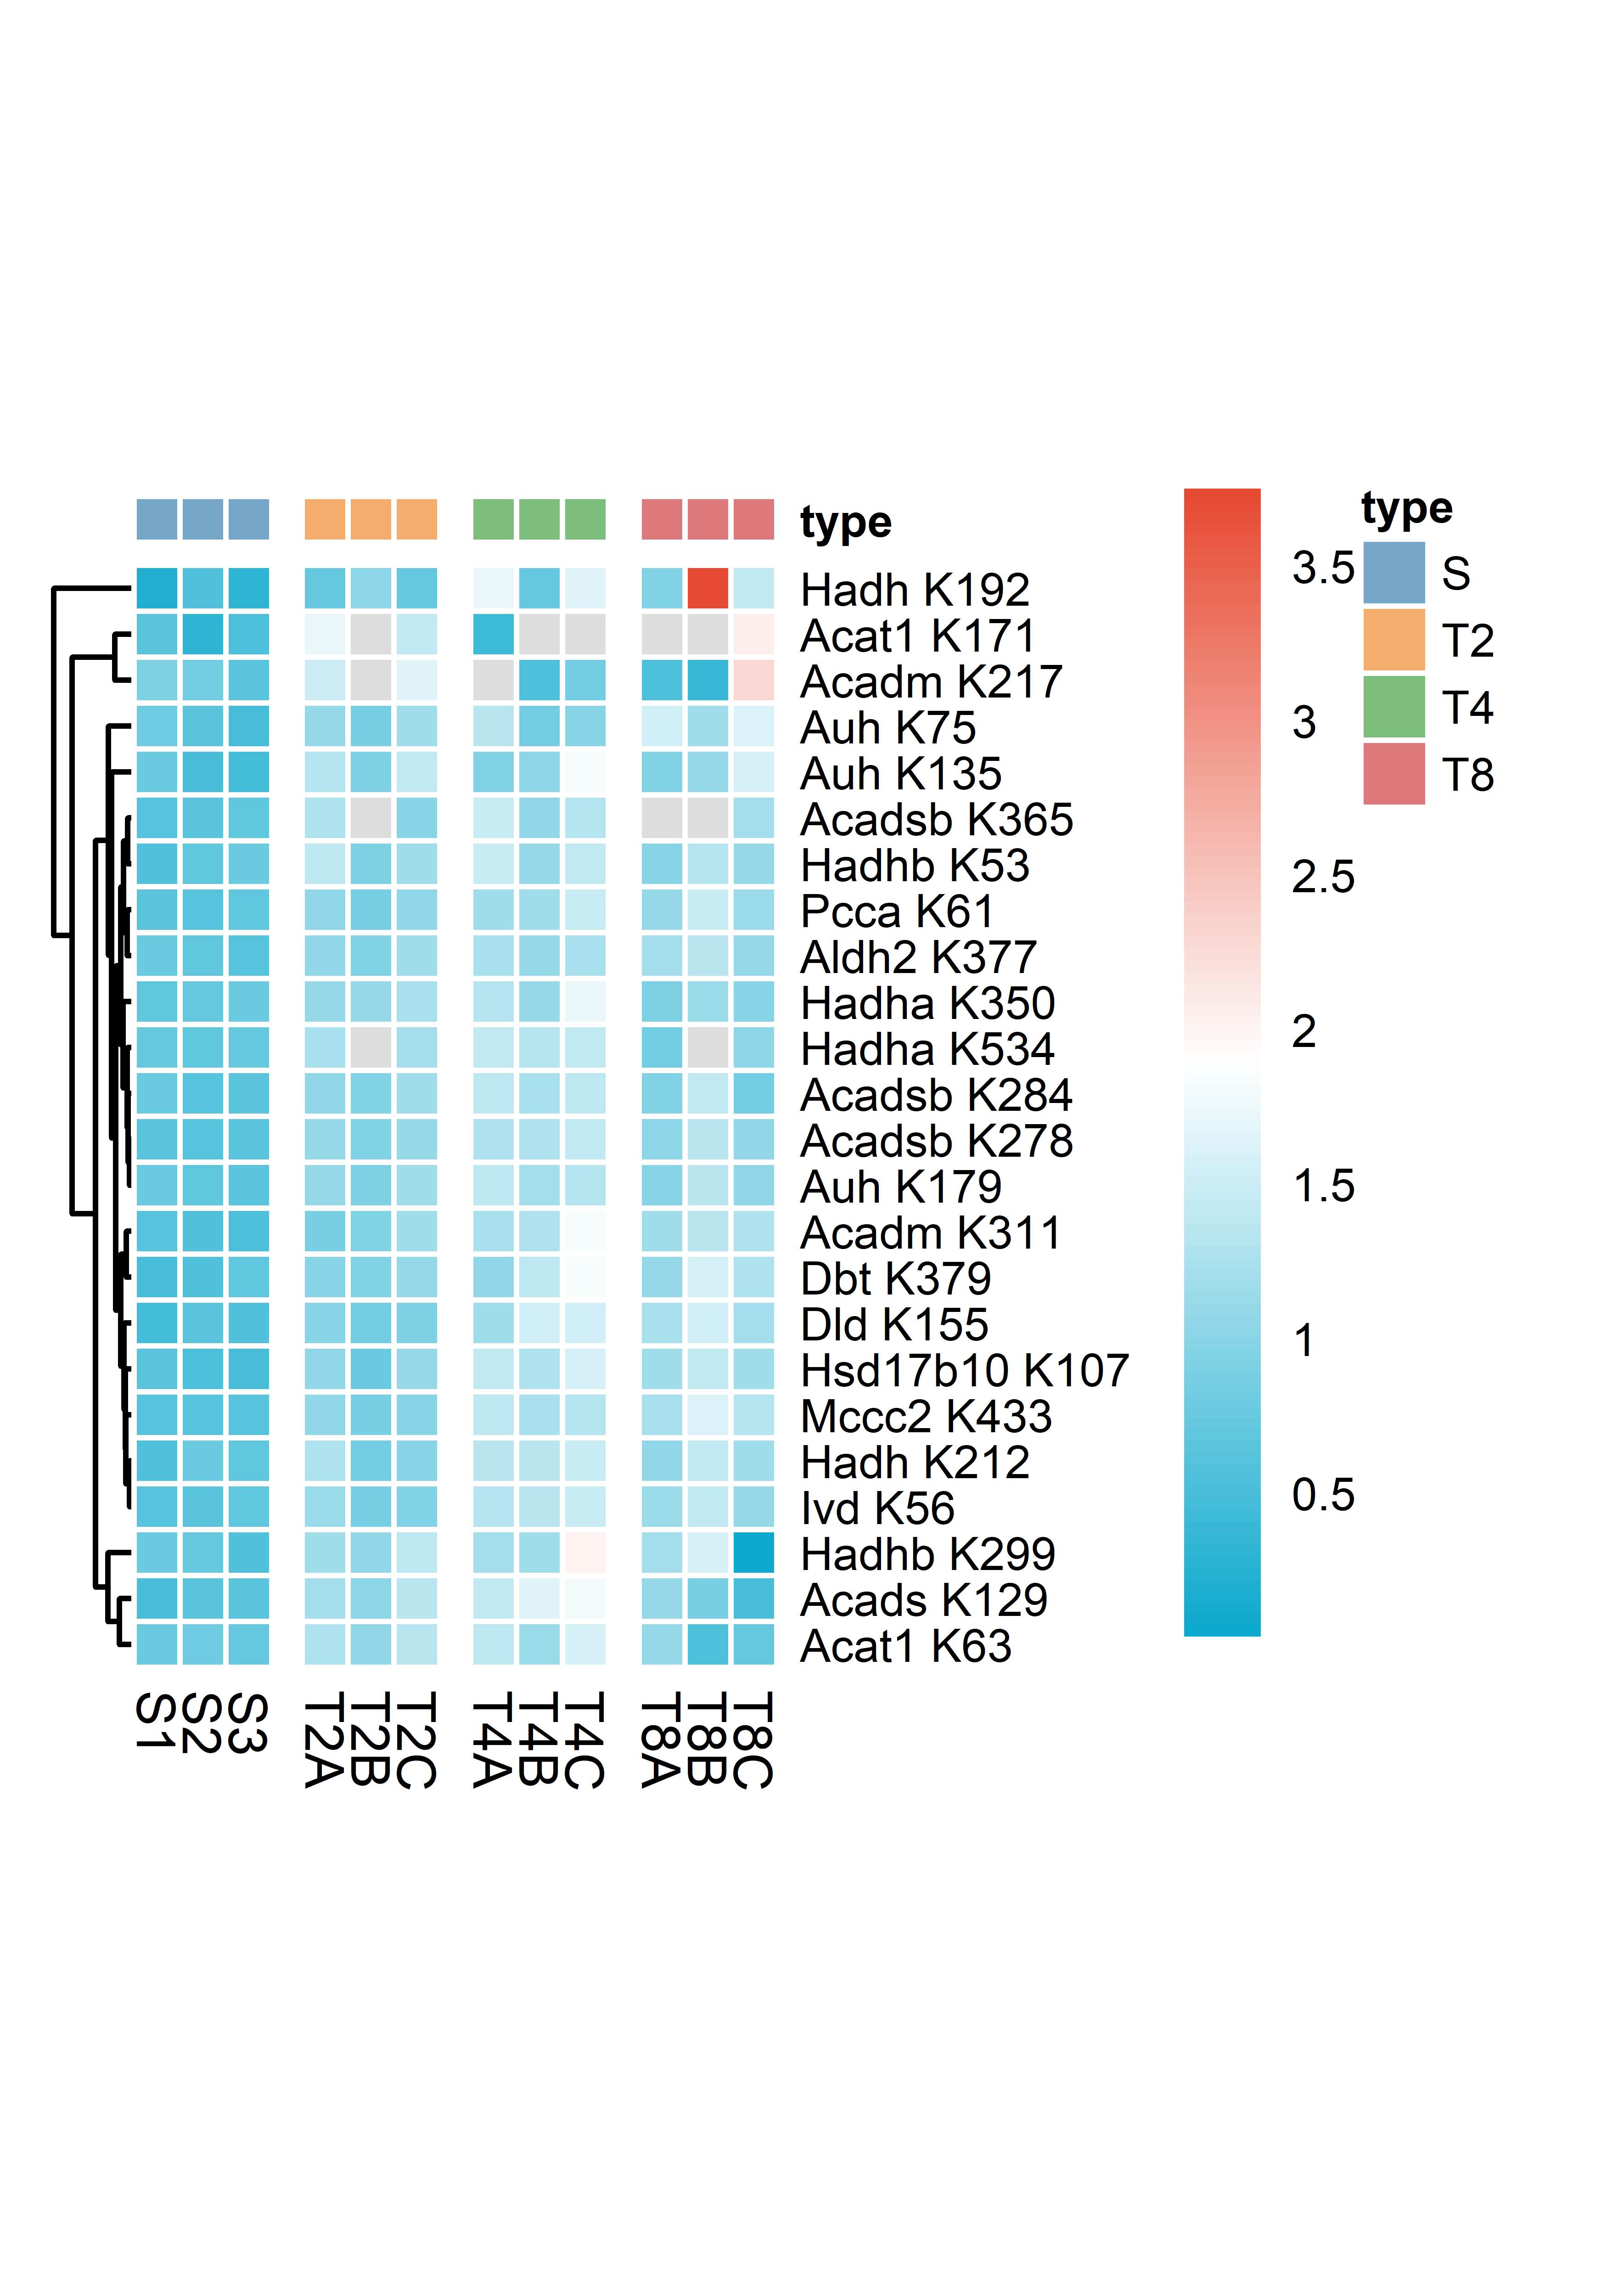 type
Hadh K192
Acat1 K171
Acadm K217
Auh K75
Auh K135
Acadsb K365
Hadhb K53
Pcca K61
Aldh2 K377
Hadha K350
Hadha K534
Acadsb K284
Acadsb K278
Auh K179
Acadm K311
Dbt K379
Dld K155
Hsd17b10 K107
Mccc2 K433
Hadh K212
Ivd K56
Hadhb K299
Acads K129
Acat1 K63
S1
S2
S3
T2A
T2B
T2C
T4A
T4B
T4C
T8A
T8B
T8C
3.5
3
2.5
2
1.5
1
0.5
type
S
T2
T4
T8